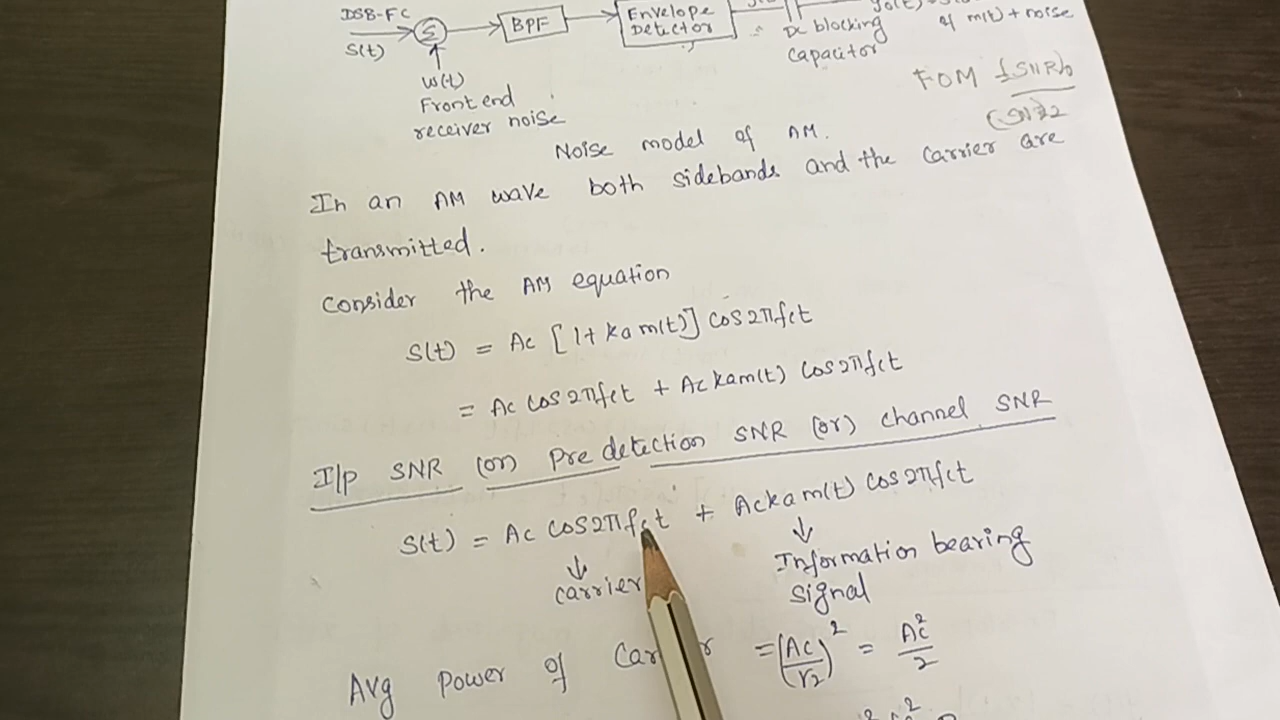 DSB-FC
S(t)
Σ
BPF
Envelope
Detector
DC blocking
capacitor
of m(t) + noise
w(t)
Front end
receiver noise
FOM (SNR)o
Noise model of AM.
In an AM wave both sidebands and the carrier are
transmitted.
Consider the AM equation
S(t) = Ac [1+ kam(t)] cos2πfct
= Ac cos2πfct + Ackam(t) cos2πfct
I/p SNR (or) Pre detection SNR (or) channel SNR
S(t) = Ac cos2πfct + Ackam(t) cos2πfct
↓ carrier
↓ Information bearing
signal
Avg power of =(Ac/√2)² = Ac²/2